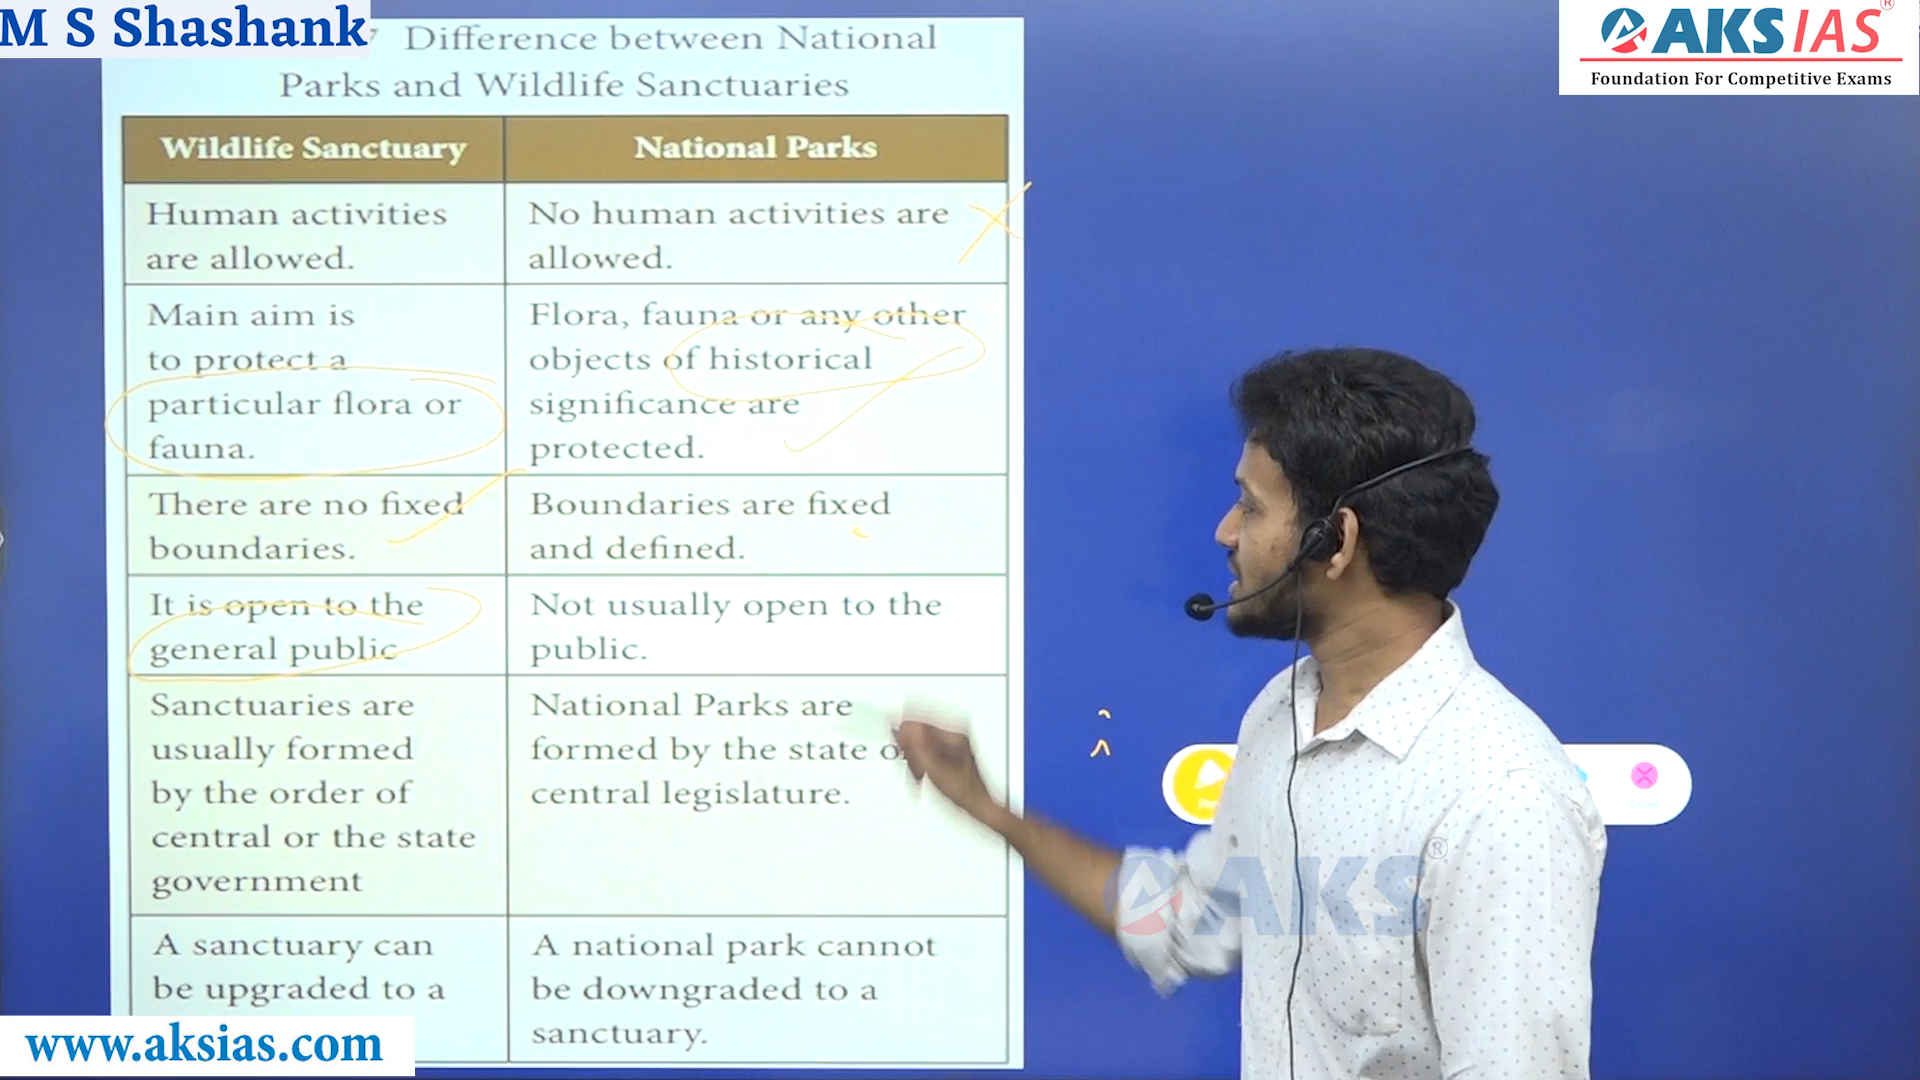 M S Shashank
Difference between National
Parks and Wildlife Sanctuaries
AKS IAS®
Foundation For Competitive Exams
Wildlife Sanctuary
National Parks
Human activities
are allowed.
No human activities are
allowed.
Main aim is
to protect a
particular flora or
fauna.
Flora, fauna or any other
objects of historical
significance are
protected.
There are no fixed
boundaries.
Boundaries are fixed
and defined.
It is open to the
general public
Not usually open to the
public.
Sanctuaries are
usually formed
by the order of
central or the state
government
National Parks are
formed by the state
central legislature.
A sanctuary can
be upgraded to a
A national park cannot
be downgraded to a
sanctuary.
AKS®
www.aksias.com